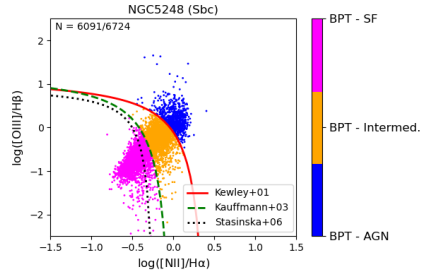 NGC5248 (Sbc)
N = 6091/6724
log([OIII]/Hβ)
2
1
0
−1
−2
−1.5
−1.0
−0.5
0.0
0.5
1.0
log([NII]/Hα)
Kewley+01
Kauffmann+03
Stasinska+06
BPT - SF
BPT - Intermed.
BPT - AGN